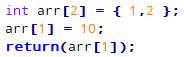 int arr[2] = { 1,2 };
arr[1] = 10;
return(arr[1]);